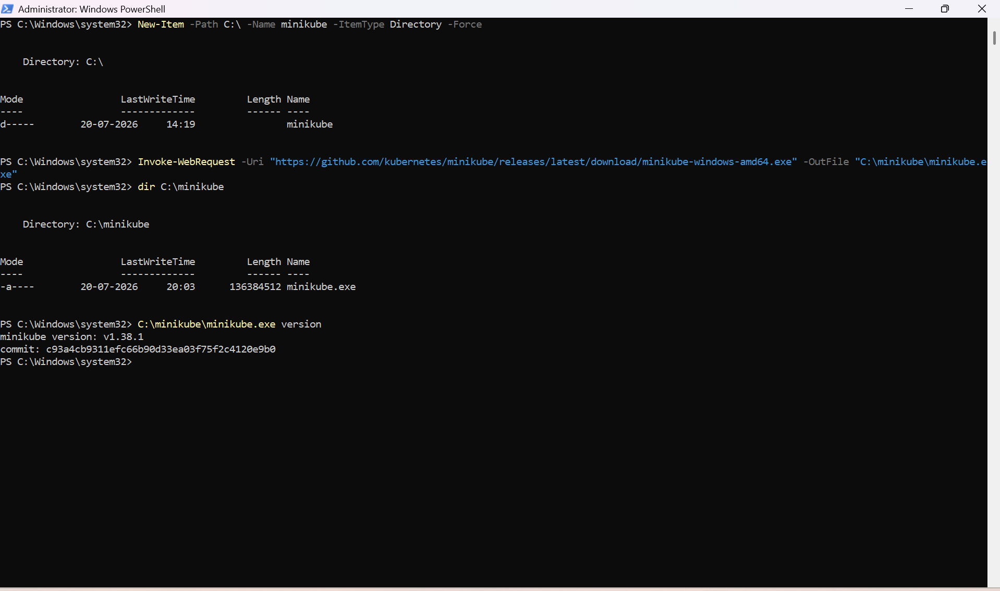 Administrator: Windows PowerShell
PS C:\Windows\system32> New-Item -Path C:\ -Name minikube -ItemType Directory -Force
Directory: C:\
Mode                 LastWriteTime         Length Name
----                 -------------         ------ ----
d-----        20-07-2026     14:19                minikube
PS C:\Windows\system32> Invoke-WebRequest -Uri "https://github.com/kubernetes/minikube/releases/latest/download/minikube-windows-amd64.exe" -OutFile "C:\minikube\minikube.e
xe"
PS C:\Windows\system32> dir C:\minikube
Directory: C:\minikube
Mode                 LastWriteTime         Length Name
----                 -------------         ------ ----
-a----        20-07-2026     20:03      136384512 minikube.exe
PS C:\Windows\system32> C:\minikube\minikube.exe version
minikube version: v1.38.1
commit: c93a4cb9311efc66b90d33ea03f75f2c4120e9b0
PS C:\Windows\system32>